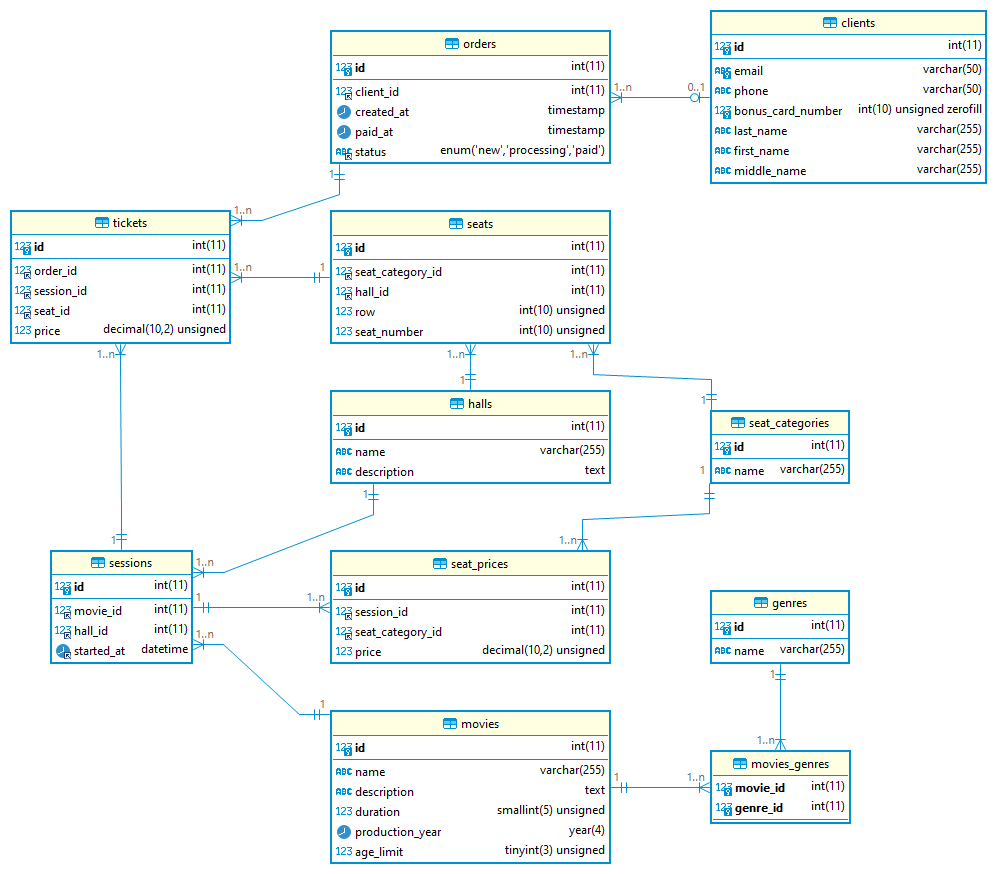 orders
123 id int(11)
123 client_id int(11)
created_at timestamp
paid_at timestamp
ABC status enum('new','processing','paid')
clients
123 id int(11)
ABC email varchar(50)
ABC phone varchar(50)
123 bonus_card_number int(10) unsigned zerofill
ABC last_name varchar(255)
ABC first_name varchar(255)
ABC middle_name varchar(255)
1..n
0..1
1
1..n
tickets
123 id int(11)
123 order_id int(11)
123 session_id int(11)
123 seat_id int(11)
123 price decimal(10,2) unsigned
1..n
1
seats
123 id int(11)
123 seat_category_id int(11)
123 hall_id int(11)
123 row int(10) unsigned
123 seat_number int(10) unsigned
1..n
1..n
1..n
1
1
halls
123 id int(11)
ABC name varchar(255)
ABC description text
seat_categories
123 id int(11)
ABC name varchar(255)
1
1
1
1..n
1..n
sessions
123 id int(11)
123 movie_id int(11)
123 hall_id int(11)
started_at datetime
1
1..n
1..n
1
seat_prices
123 id int(11)
123 session_id int(11)
123 seat_category_id int(11)
123 price decimal(10,2) unsigned
genres
123 id int(11)
ABC name varchar(255)
1
1..n
movies
123 id int(11)
ABC name varchar(255)
ABC description text
123 duration smallint(5) unsigned
production_year year(4)
123 age_limit tinyint(3) unsigned
1
1..n
movies_genres
123 movie_id int(11)
123 genre_id int(11)